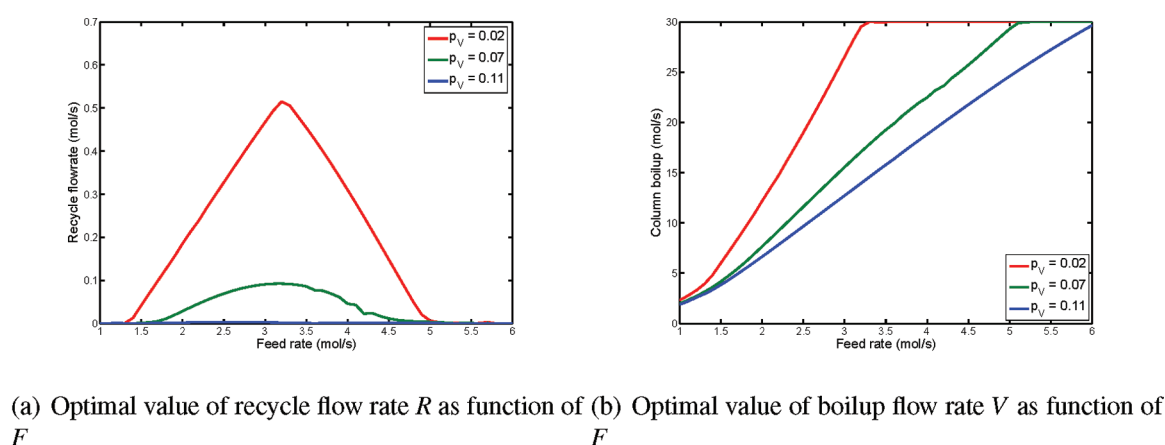 0.7
0.6
0.5
0.4
0.3
0.2
0.1
0
Recycle flowrate (mol/s)
p_V = 0.02
p_V = 0.07
p_V = 0.11
1 1.5 2 2.5 3 3.5 4 4.5 5 5.5 6
Feed rate (mol/s)
30
25
20
15
10
5
0
Column boilup (mol/s)
p_V = 0.02
p_V = 0.07
p_V = 0.11
1 1.5 2 2.5 3 3.5 4 4.5 5 5.5 6
Feed rate (mol/s)
(a) Optimal value of recycle flow rate R as function of
F
(b) Optimal value of boilup flow rate V as function of
F